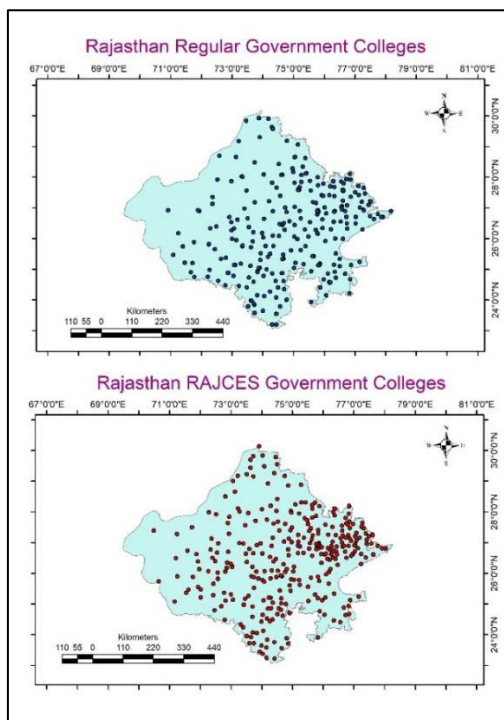 Rajasthan Regular Government Colleges
67°0'0"E 69°0'0"E 71°0'0"E 73°0'0"E 75°0'0"E 77°0'0"E 79°0'0"E 81°0'0"E
N
W E
S
30°0'0"N
28°0'0"N
26°0'0"N
24°0'0"N
Kilometers
110 55 0 110 220 330 440
Rajasthan RAJCES Government Colleges
67°0'0"E 69°0'0"E 71°0'0"E 73°0'0"E 75°0'0"E 77°0'0"E 79°0'0"E 81°0'0"E
N
W E
S
30°0'0"N
28°0'0"N
26°0'0"N
24°0'0"N
Kilometers
110 55 0 110 220 330 440